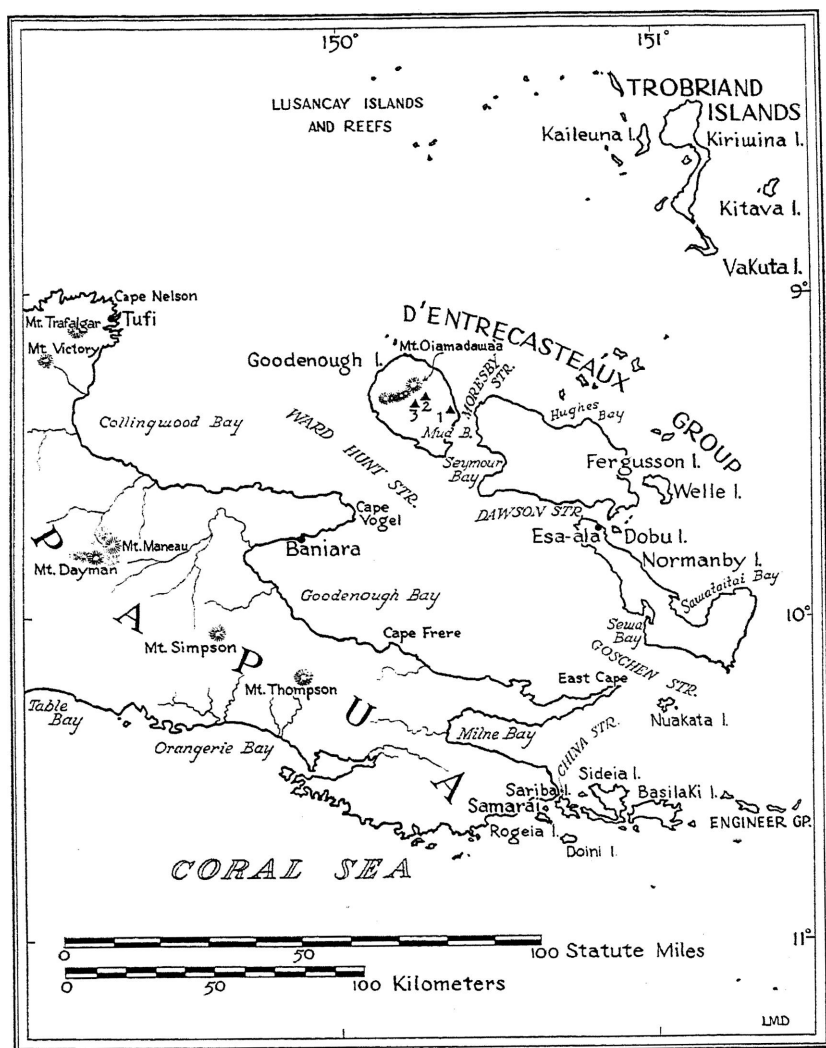 150°
151°
LUSANCAY ISLANDS
AND REEFS
TROBRIAND
ISLANDS
Kaileuna I.
Kiriwina I.
Kitava I.
Vakuta I.
9°
Cape Nelson
Mt. Trafalgar
Tufi
Mt. Victory
D'ENTRECASTEAUX
GROUP
Mt. Oiamadawaa
Goodenough I.
MORESBY
STR.
1
2
3
Mud B.
Hughes
Bay
Collingwood Bay
WARD HUNT STR.
Seymour
Bay
Fergusson I.
Welle I.
Cape
Vogel
DAWSON STR.
Esa-ala
Dobu I.
Baniara
Normanby I.
Mt. Maneau
Mt. Dayman
Sawataitai Bay
Goodenough Bay
PAPUA
10°
Sewa
Bay
Cape Frere
Mt. Simpson
GOSCHEN STR.
East Cape
Mt. Thompson
Nuakata I.
Table
Bay
Milne Bay
Orangerie Bay
CHINA STR.
Sideia I.
Sariba I.
Basilaki I.
Samarai
ENGINEER GP.
Rogeia I.
Doini I.
CORAL SEA
0 50 100 Statute Miles
11°
0 50 100 Kilometers
LMD